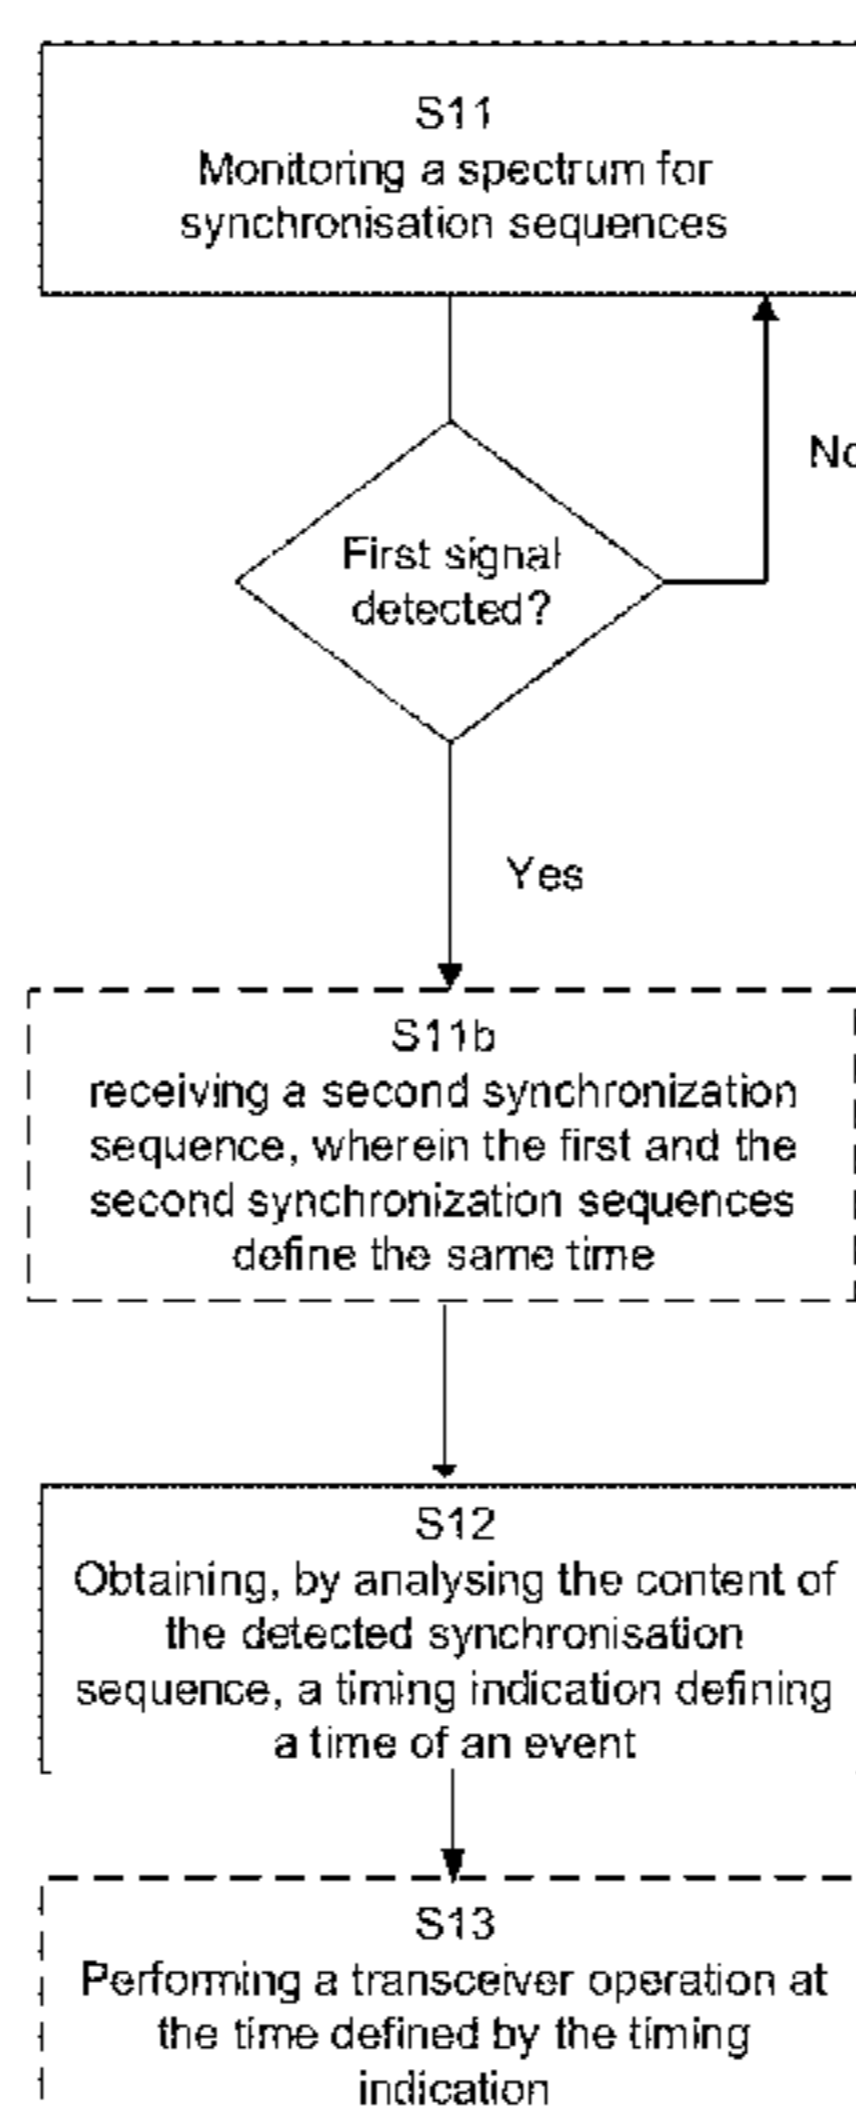 S11
Monitoring a spectrum for
synchronisation sequences
No
First signal
detected?
Yes
S11b
receiving a second synchronization
sequence, wherein the first and the
second synchronization sequences
define the same time
S12
Obtaining, by analysing the content of
the detected synchronisation
sequence, a timing indication defining
a time of an event
S13
Performing a transceiver operation at
the time defined by the timing
indication